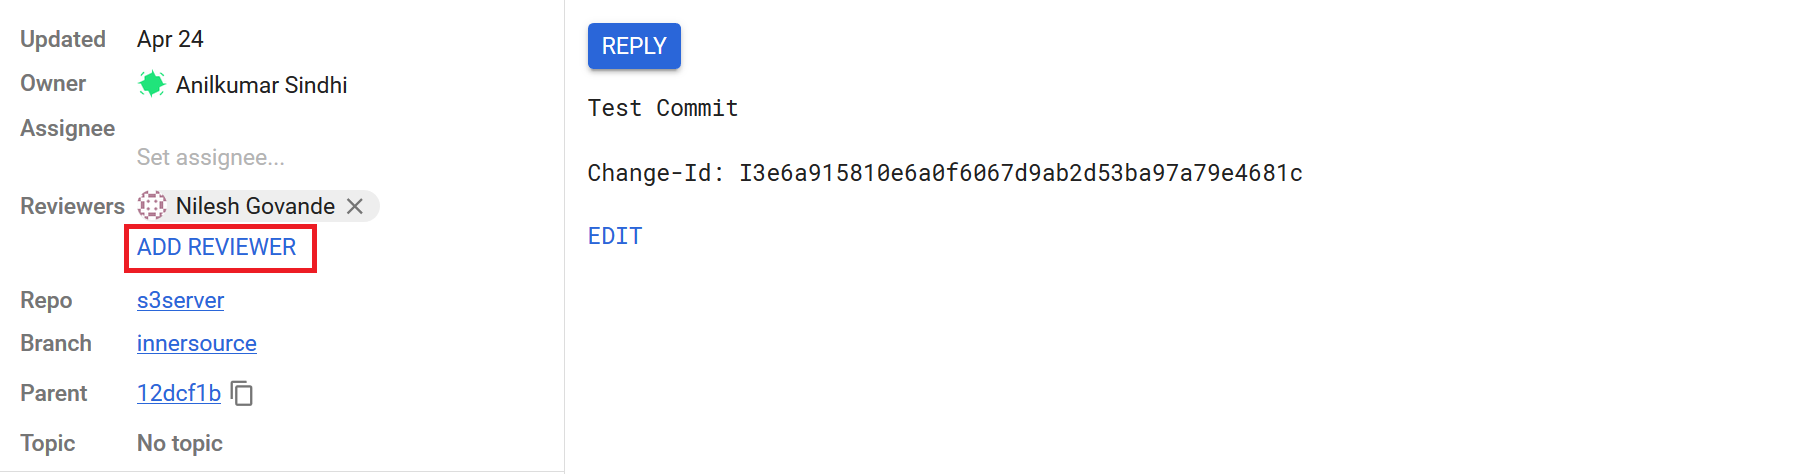 Updated Apr 24
Owner Anilkumar Sindhi
Assignee
Set assignee...
Reviewers Nilesh Govande
ADD REVIEWER
Repo s3server
Branch innersource
Parent 12dcf1b
Topic No topic
REPLY
Test Commit
Change-Id: I3e6a915810e6a0f6067d9ab2d53ba97a79e4681c
EDIT